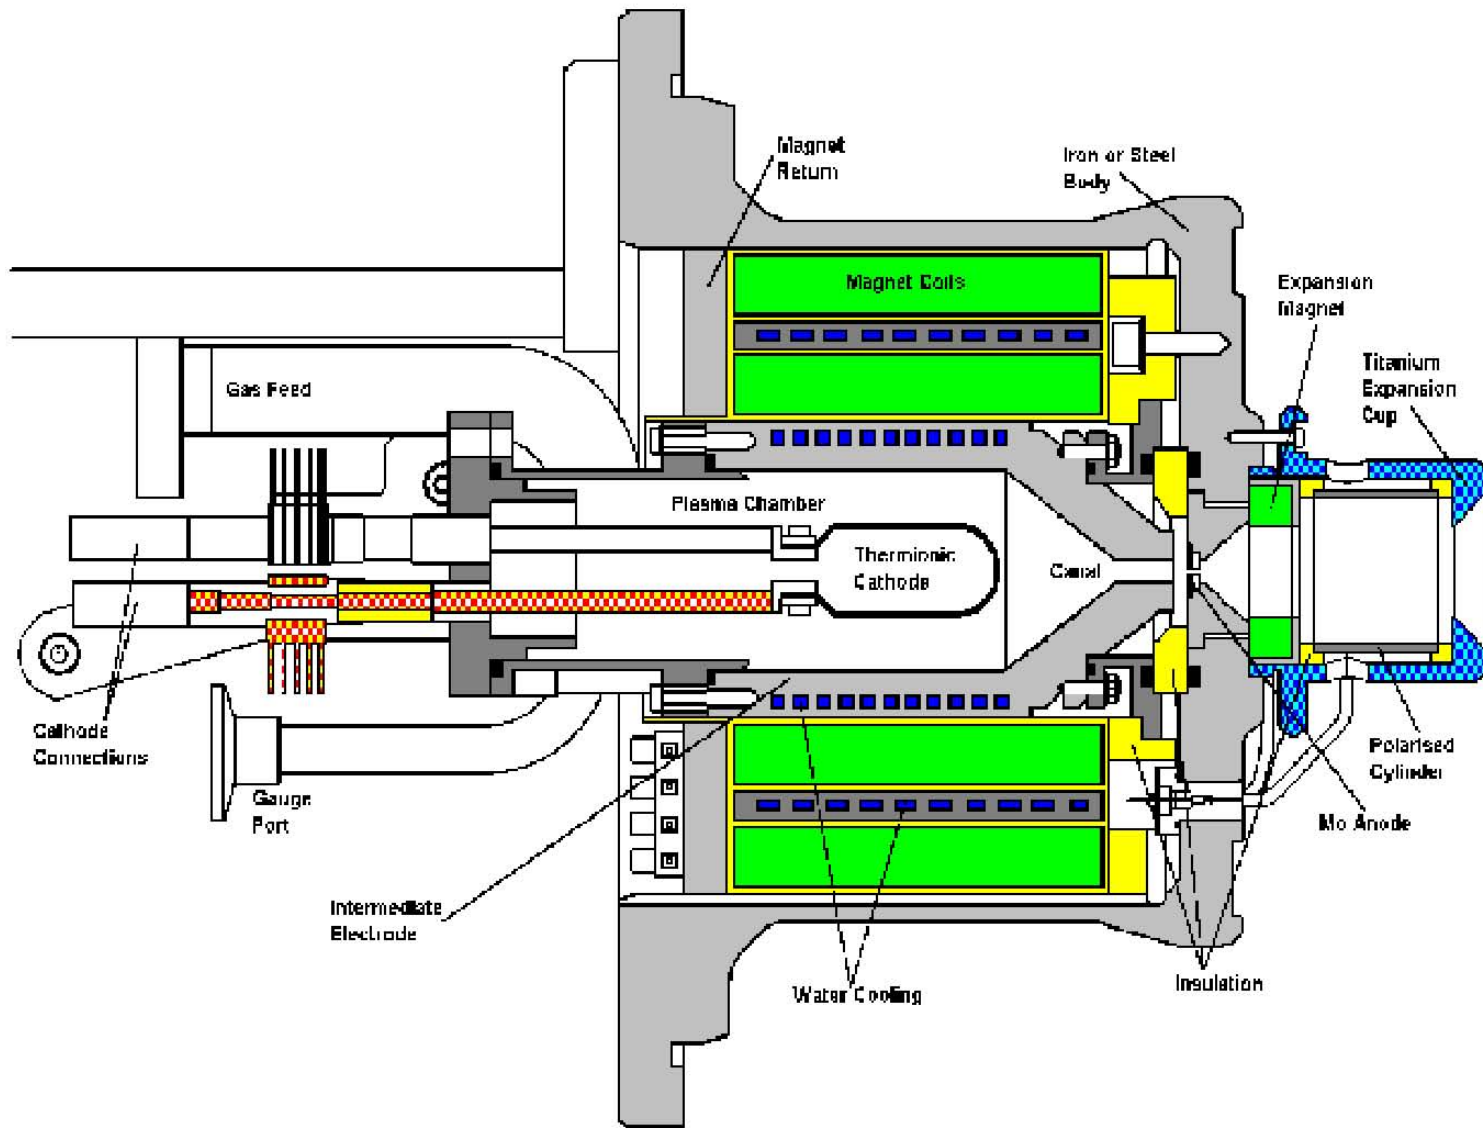 Magnet
Return
Iron or Steel
Body
Magnet Coils
Expansion
Magnet
Titanium
Expansion
Cup
Gas Feed
Plasma Chamber
Thermionic
Cathode
Canal
Cathode
Connections
Gauge
Port
Polarised
Cylinder
Mo Anode
Intermediate
Electrode
Water Cooling
Insulation